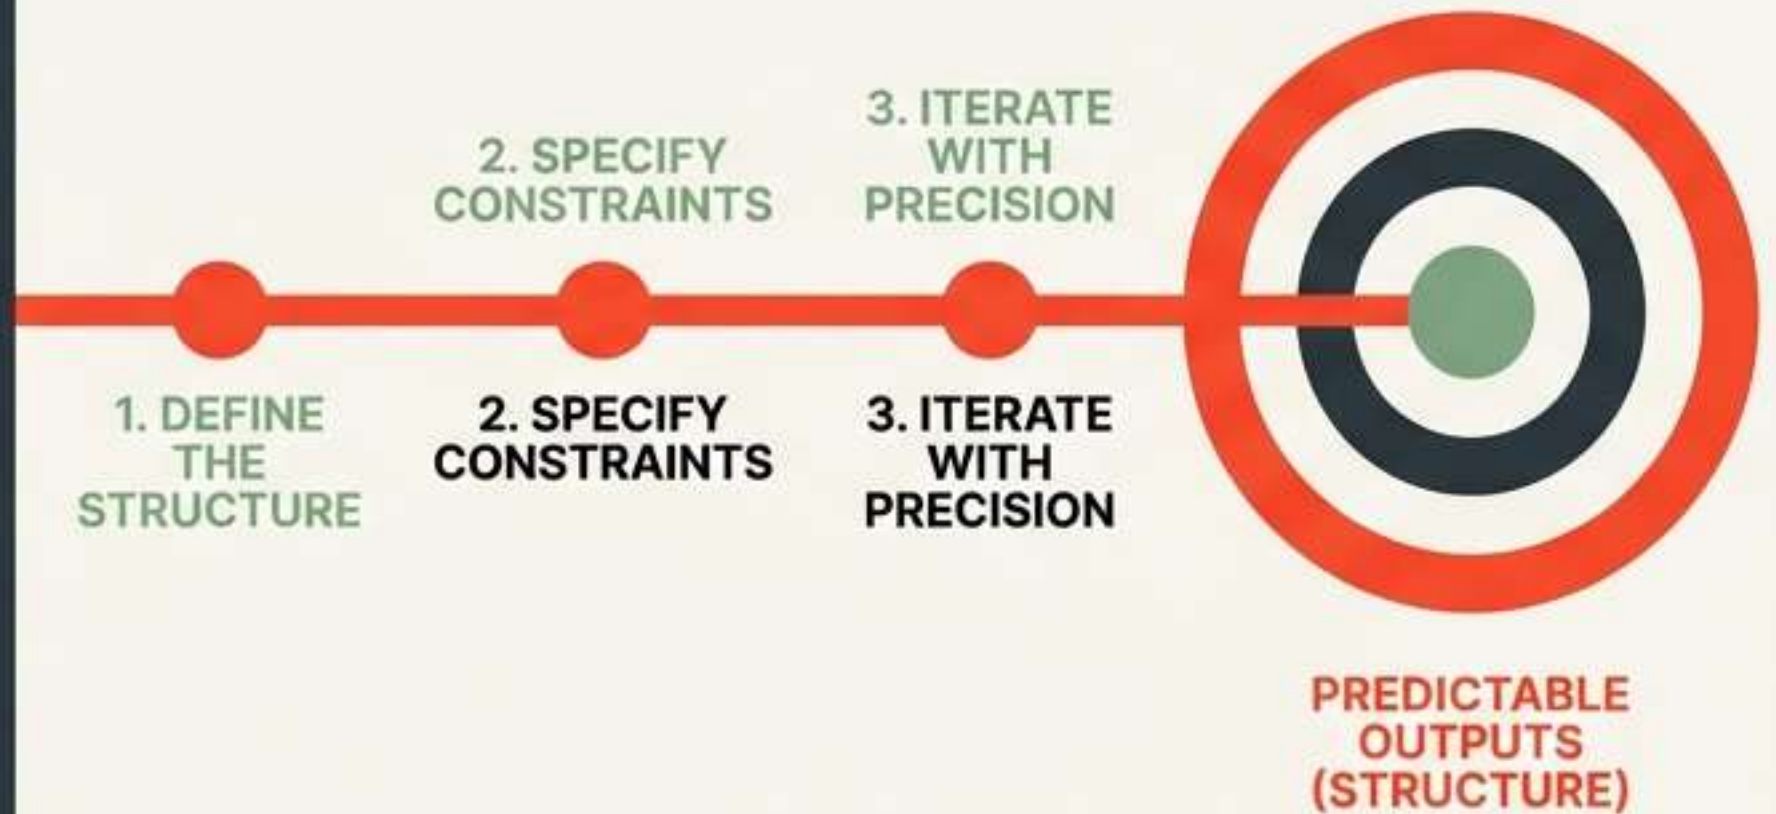 3. ITERATE
WITH
PRECISION
2. SPECIFY
CONSTRAINTS
1. DEFINE
THE
STRUCTURE
2. SPECIFY
CONSTRAINTS
3. ITERATE
WITH
PRECISION
PREDICTABLE
OUTPUTS
(STRUCTURE)